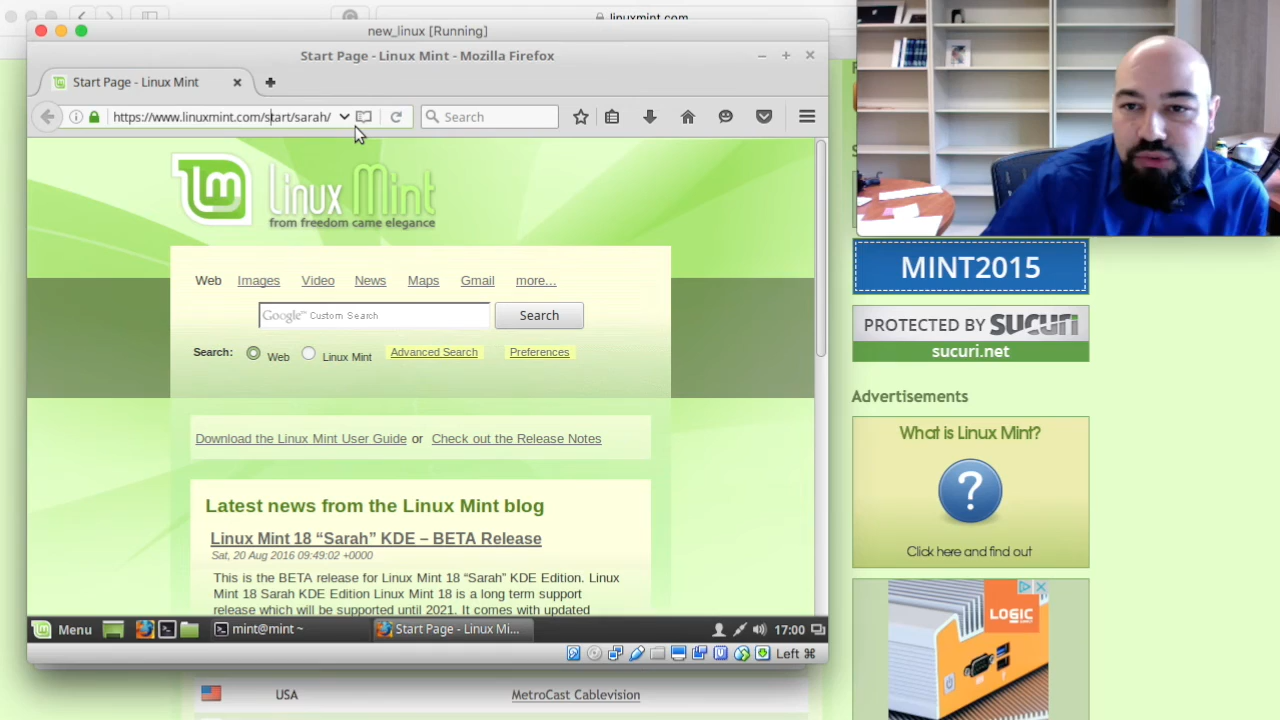 linuxmint.com
new_linux [Running]
Start Page - Linux Mint - Mozilla Firefox
Start Page - Linux Mint
https://www.linuxmint.com/start/sarah/
Search
Linux Mint
from freedom came elegance
Web Images Video News Maps Gmail more...
Google™ Custom Search
Search
Search: Web Linux Mint Advanced Search Preferences
Download the Linux Mint User Guide or Check out the Release Notes
Latest news from the Linux Mint blog
Linux Mint 18 “Sarah” KDE – BETA Release
Sat, 20 Aug 2016 09:49:02 +0000
This is the BETA release for Linux Mint 18 “Sarah” KDE Edition. Linux
Mint 18 Sarah KDE Edition Linux Mint 18 is a long term support
release which will be supported until 2021. It comes with updated
Menu
mint@mint ~
Start Page - Linux Mi...
17:00
Left ⌘
USA
MetroCast Cablevision
MINT2015
PROTECTED BY SUCURI
sucuri.net
Advertisements
What is Linux Mint?
?
Click here and find out
LOGIC